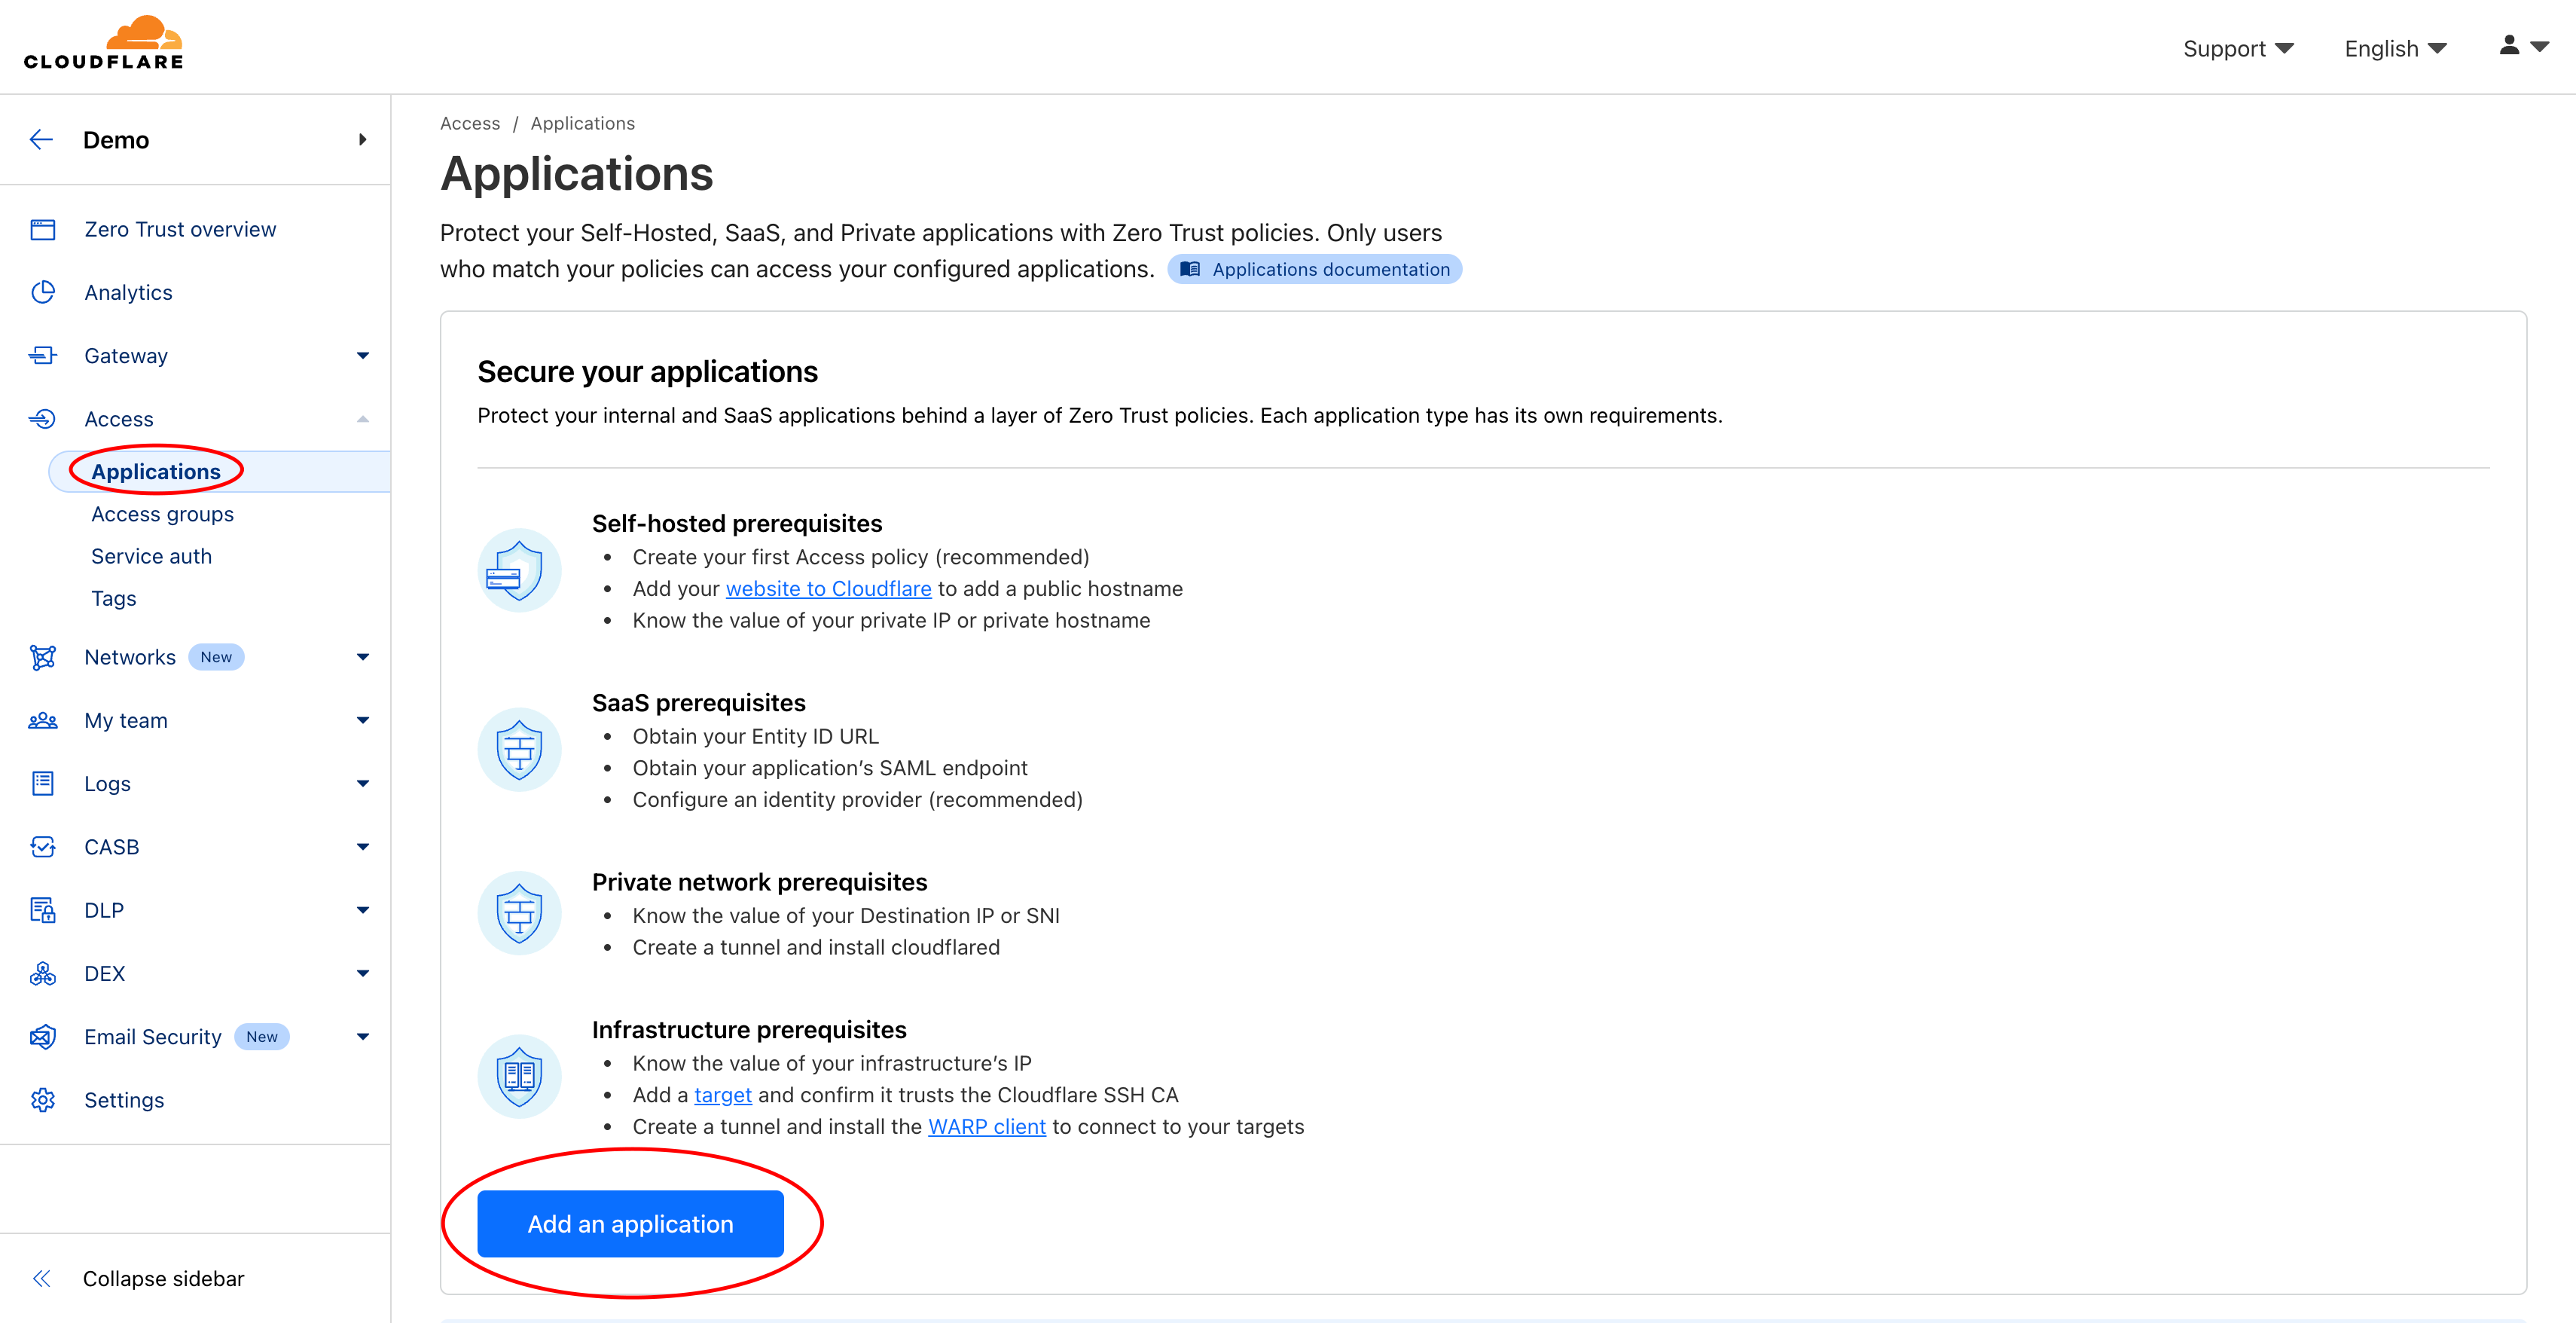 CLOUDFLARE
Support
English
Demo
Zero Trust overview
Analytics
Gateway
Access
Applications
Access groups
Service auth
Tags
Networks New
My team
Logs
CASB
DLP
DEX
Email Security New
Settings
Collapse sidebar
Access / Applications
Applications
Protect your Self-Hosted, SaaS, and Private applications with Zero Trust policies. Only users
who match your policies can access your configured applications. Applications documentation
Secure your applications
Protect your internal and SaaS applications behind a layer of Zero Trust policies. Each application type has its own requirements.
Self-hosted prerequisites
• Create your first Access policy (recommended)
• Add your website to Cloudflare to add a public hostname
• Know the value of your private IP or private hostname
SaaS prerequisites
• Obtain your Entity ID URL
• Obtain your application’s SAML endpoint
• Configure an identity provider (recommended)
Private network prerequisites
• Know the value of your Destination IP or SNI
• Create a tunnel and install cloudflared
Infrastructure prerequisites
• Know the value of your infrastructure’s IP
• Add a target and confirm it trusts the Cloudflare SSH CA
• Create a tunnel and install the WARP client to connect to your targets
Add an application